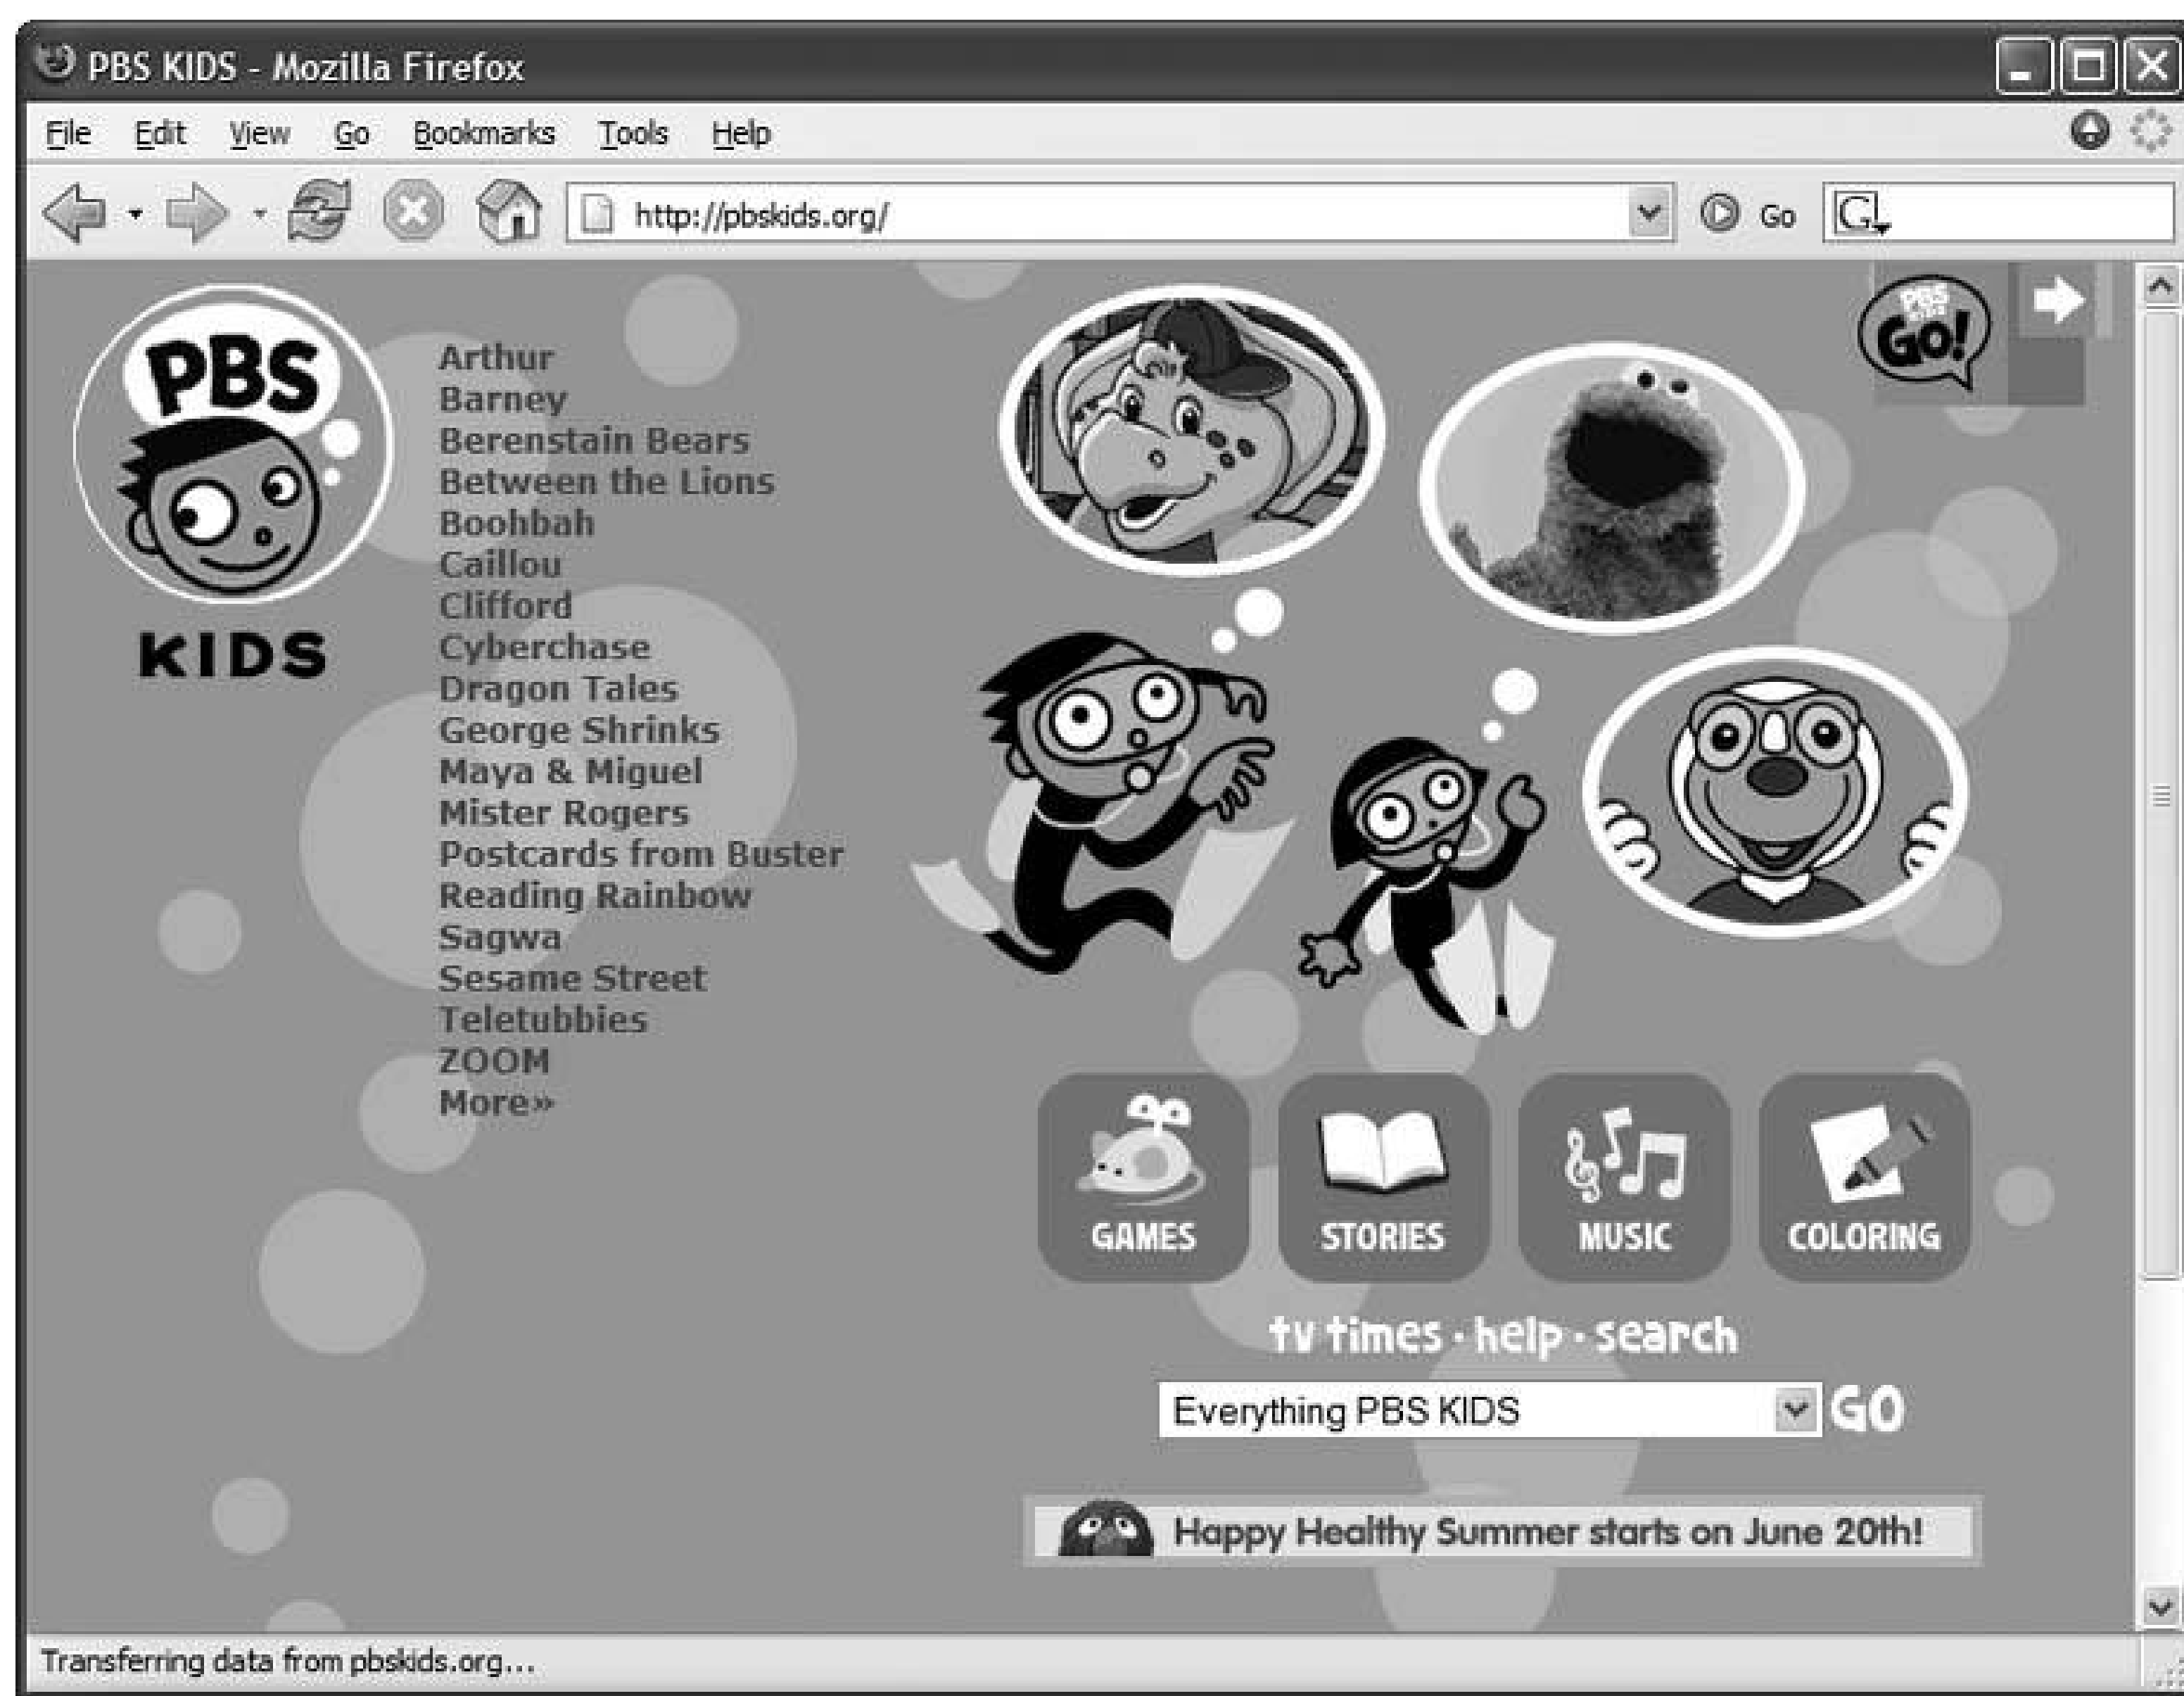 PBS KIDS - Mozilla Firefox
File Edit View Go Bookmarks Tools Help
http://pbskids.org/ Go G
PBS
KIDS
Arthur
Barney
Berenstain Bears
Between the Lions
Boohbah
Caillou
Clifford
Cyberchase
Dragon Tales
George Shrinks
Maya & Miguel
Mister Rogers
Postcards from Buster
Reading Rainbow
Sagwa
Sesame Street
Teletubbies
ZOOM
More»
PBS
GO!
GAMES STORIES MUSIC COLORING
tv times · help · search
Everything PBS KIDS GO
Happy Healthy Summer starts on June 20th!
Transferring data from pbskids.org...